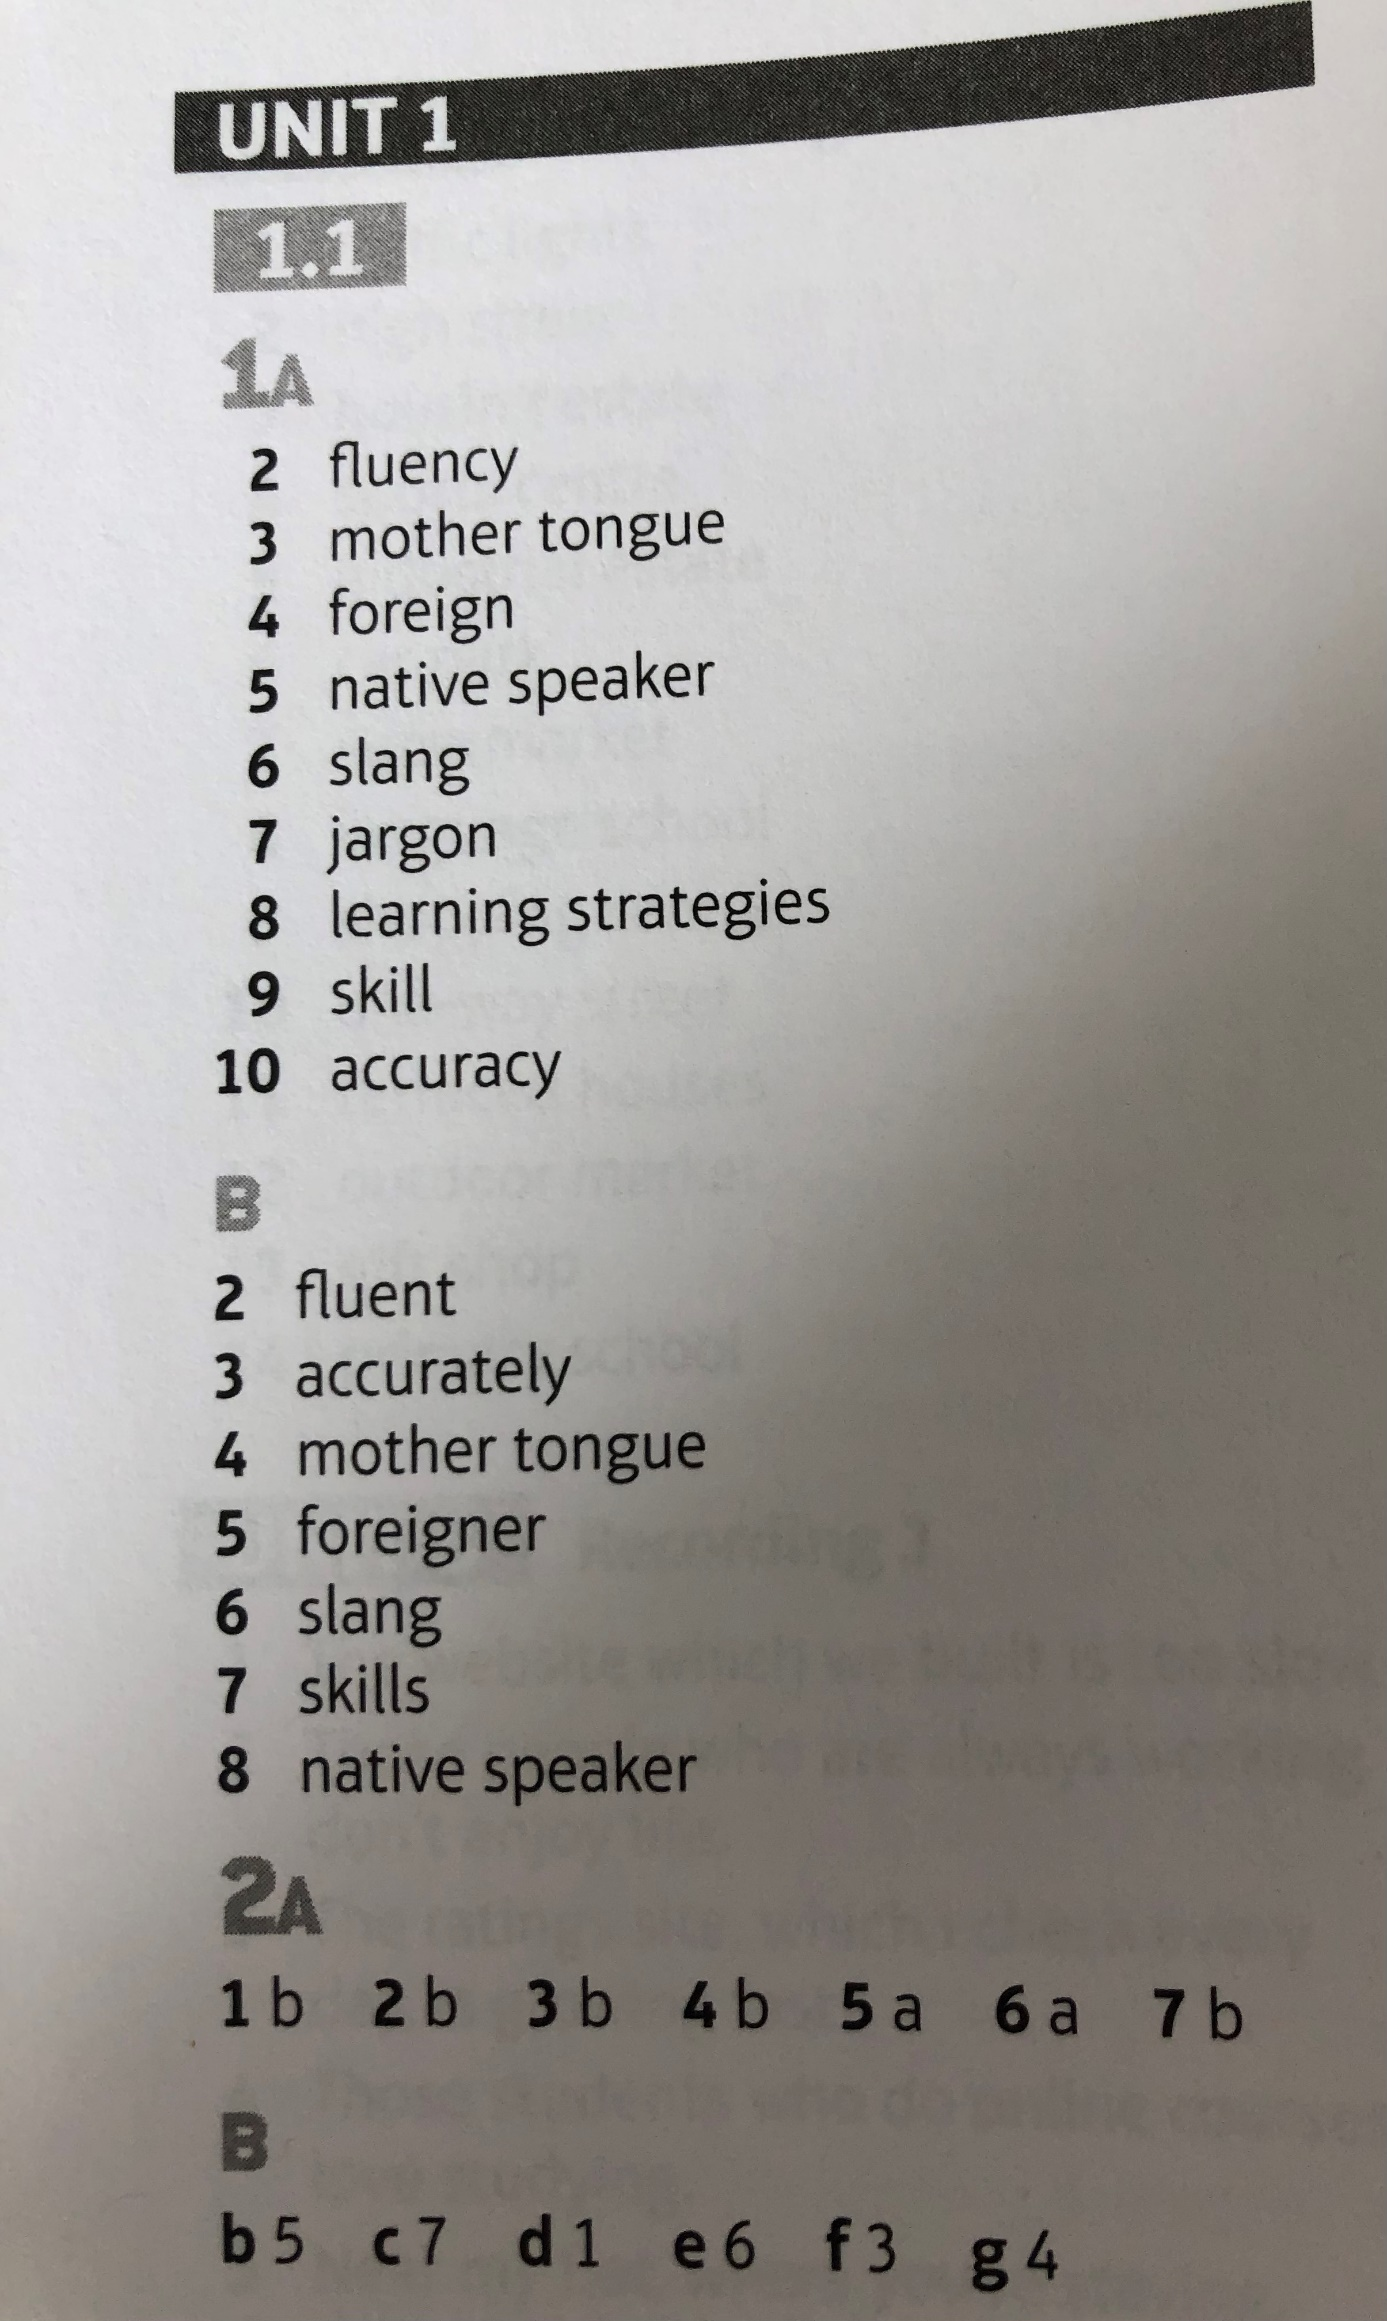 UNIT 1
1.1
1A
2 fluency
3 mother tongue
4 foreign
5 native speaker
6 slang
7 jargon
8 learning strategies
9 skill
10 accuracy
B
2 fluent
3 accurately
4 mother tongue
5 foreigner
6 slang
7 skills
8 native speaker
2A
1 b 2 b 3 b 4 b 5 a 6 a 7 b
B
b 5 c 7 d 1 e 6 f 3 g 4